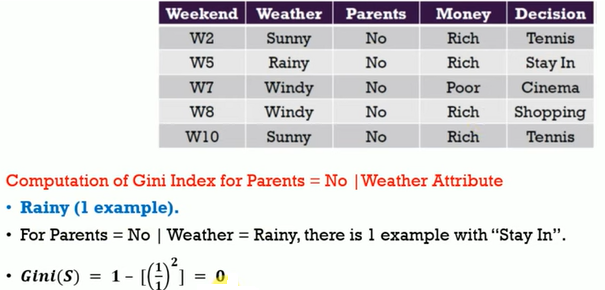 Weekend Weather Parents Money Decision
W2 Sunny No Rich Tennis
W5 Rainy No Rich Stay In
W7 Windy No Poor Cinema
W8 Windy No Rich Shopping
W10 Sunny No Rich Tennis
Computation of Gini Index for Parents = No |Weather Attribute
• Rainy (1 example).
• For Parents = No | Weather = Rainy, there is 1 example with “Stay In”.
• Gini(S) = 1 - [(1/1)^2] = 0